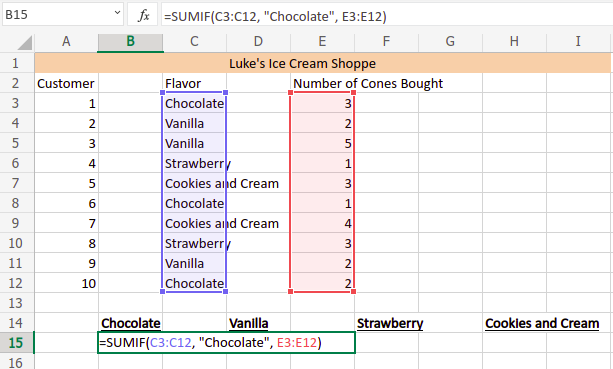 B15 fx =SUMIF(C3:C12, "Chocolate", E3:E12)
A B C D E F G H I
1 Luke's Ice Cream Shoppe
2 Customer Flavor Number of Cones Bought
3 1 Chocolate 3
4 2 Vanilla 2
5 3 Vanilla 5
6 4 Strawberry 1
7 5 Cookies and Cream 3
8 6 Chocolate 1
9 7 Cookies and Cream 4
10 8 Strawberry 3
11 9 Vanilla 2
12 10 Chocolate 2
13
14 Chocolate Vanilla Strawberry Cookies and Cream
15 =SUMIF(C3:C12, "Chocolate", E3:E12)
16